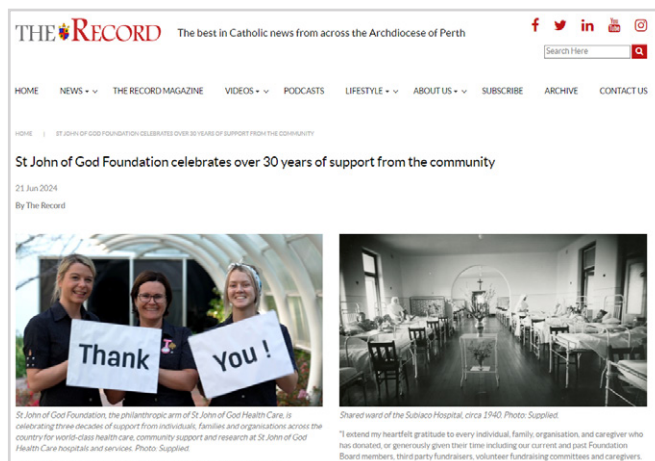 THE RECORD
The best in Catholic news from across the Archdiocese of Perth
Search Here
HOME NEWS THE RECORD MAGAZINE VIDEOS PODCASTS LIFESTYLE ABOUT US SUBSCRIBE ARCHIVE CONTACT US
HOME | ST JOHN OF GOD FOUNDATION CELEBRATES OVER 30 YEARS OF SUPPORT FROM THE COMMUNITY
St John of God Foundation celebrates over 30 years of support from the community
21 Jun 2024
By The Record
Thank You !
St John of God Foundation, the philanthropic arm of St John of God Health Care, is
celebrating three decades of support from individuals, families and organisations across the
country for world-class health care, community support and research at St John of God
Health Care hospitals and services. Photo: Supplied.
Shared ward of the Subiaco Hospital, circa 1940. Photo: Supplied.
"I extend my heartfelt gratitude to every individual, family, organisation, and caregiver who
has donated, or generously given their time including our current and past Foundation
Board members, third party fundraisers, volunteer fundraising committees and caregivers.